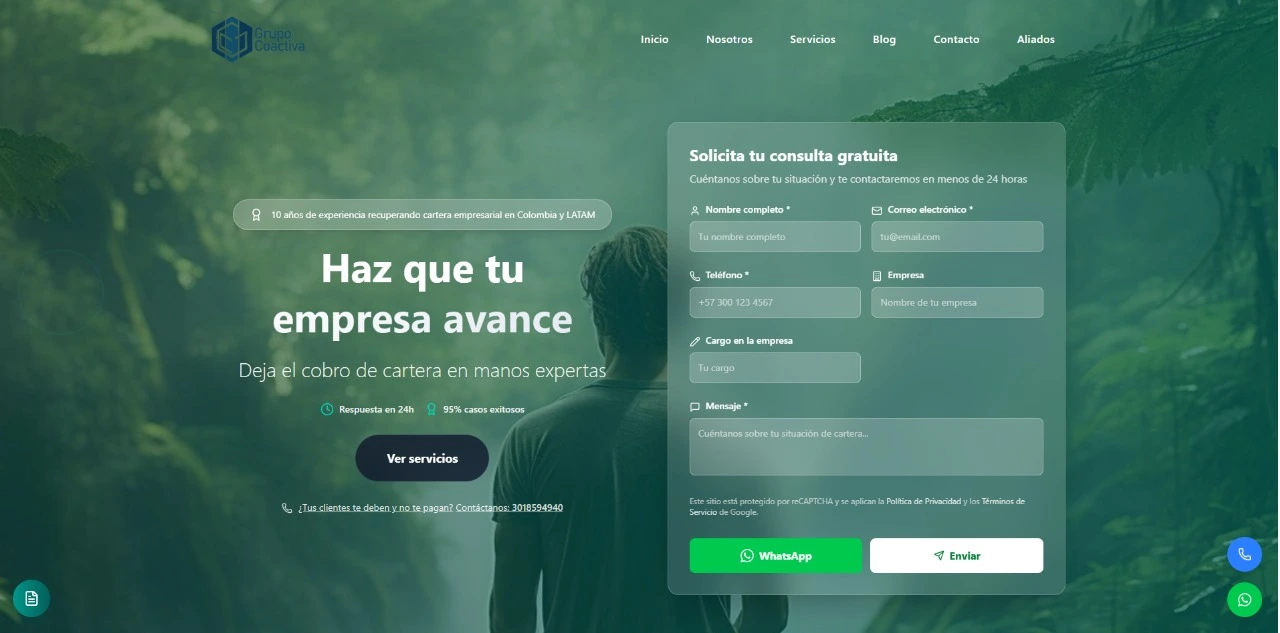 Grupo
Coactiva
Inicio Nosotros Servicios Blog Contacto Aliados
10 años de experiencia recuperando cartera empresarial en Colombia y LATAM
Haz que tu
empresa avance
Deja el cobro de cartera en manos expertas
Respuesta en 24h 95% casos exitosos
Ver servicios
¿Tus clientes te deben y no te pagan? Contáctanos: 3018594940
Solicita tu consulta gratuita
Cuéntanos sobre tu situación y te contactaremos en menos de 24 horas
Nombre completo * Correo electrónico *
Tu nombre completo tu@email.com
Teléfono * Empresa
+57 300 123 4567 Nombre de tu empresa
Cargo en la empresa
Tu cargo
Mensaje *
Cuéntanos sobre tu situación de cartera...
Este sitio está protegido por reCAPTCHA y se aplican la Política de Privacidad y los Términos de
Servicio de Google.
WhatsApp Enviar